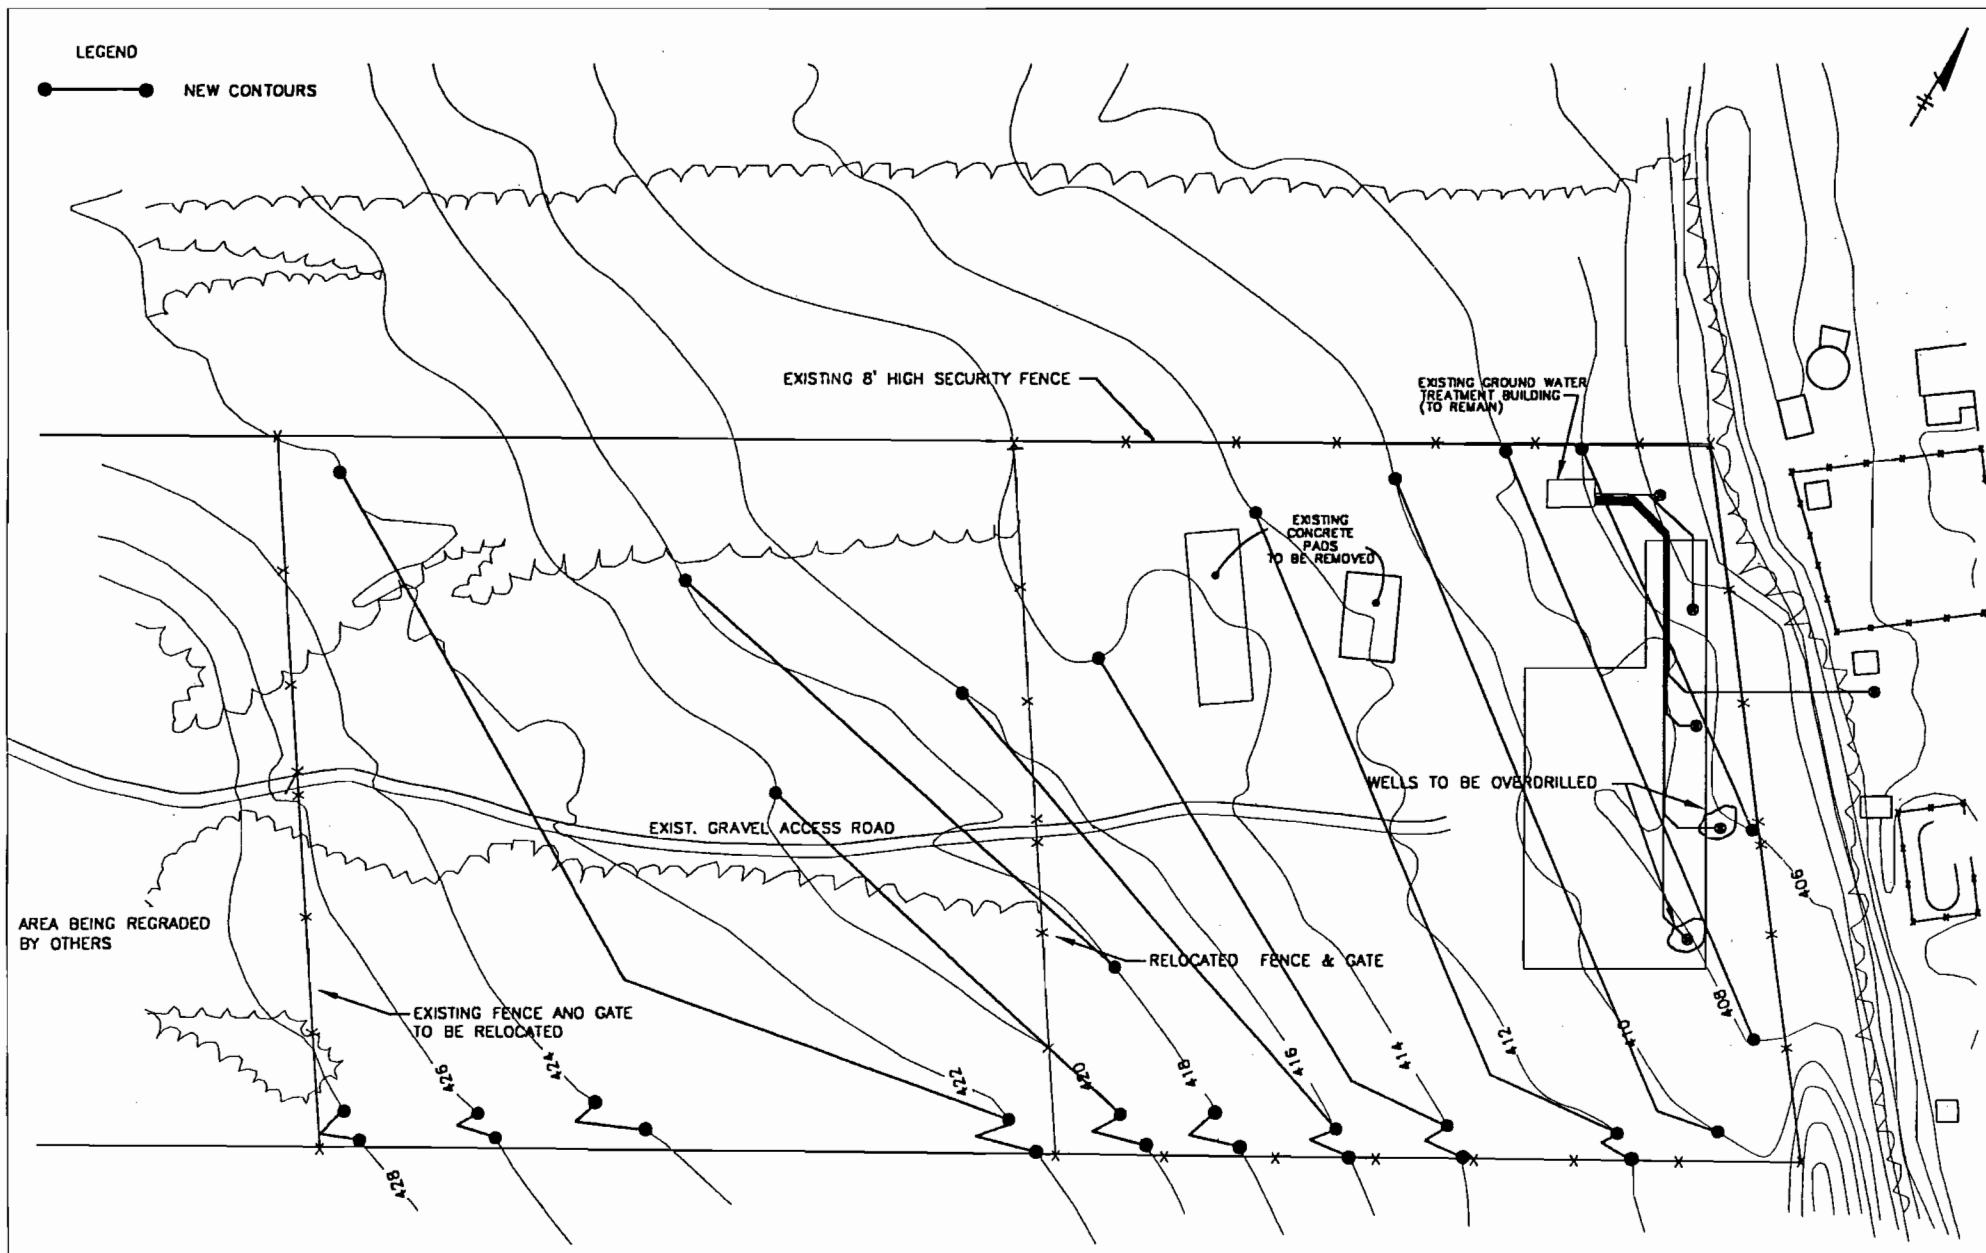 LEGEND
NEW CONTOURS
EXISTING 8' HIGH SECURITY FENCE
EXISTING GROUND WATER
TREATMENT BUILDING
(TO REMAIN)
EXISTING
CONCRETE
PADS
TO BE REMOVED
WELLS TO BE OVERDRILLED
EXIST. GRAVEL ACCESS ROAD
406
AREA BEING REGRADED
BY OTHERS
RELOCATED FENCE & GATE
EXISTING FENCE AND GATE
TO BE RELOCATED
408
410
412
414
416
418
420
422
424
426
428